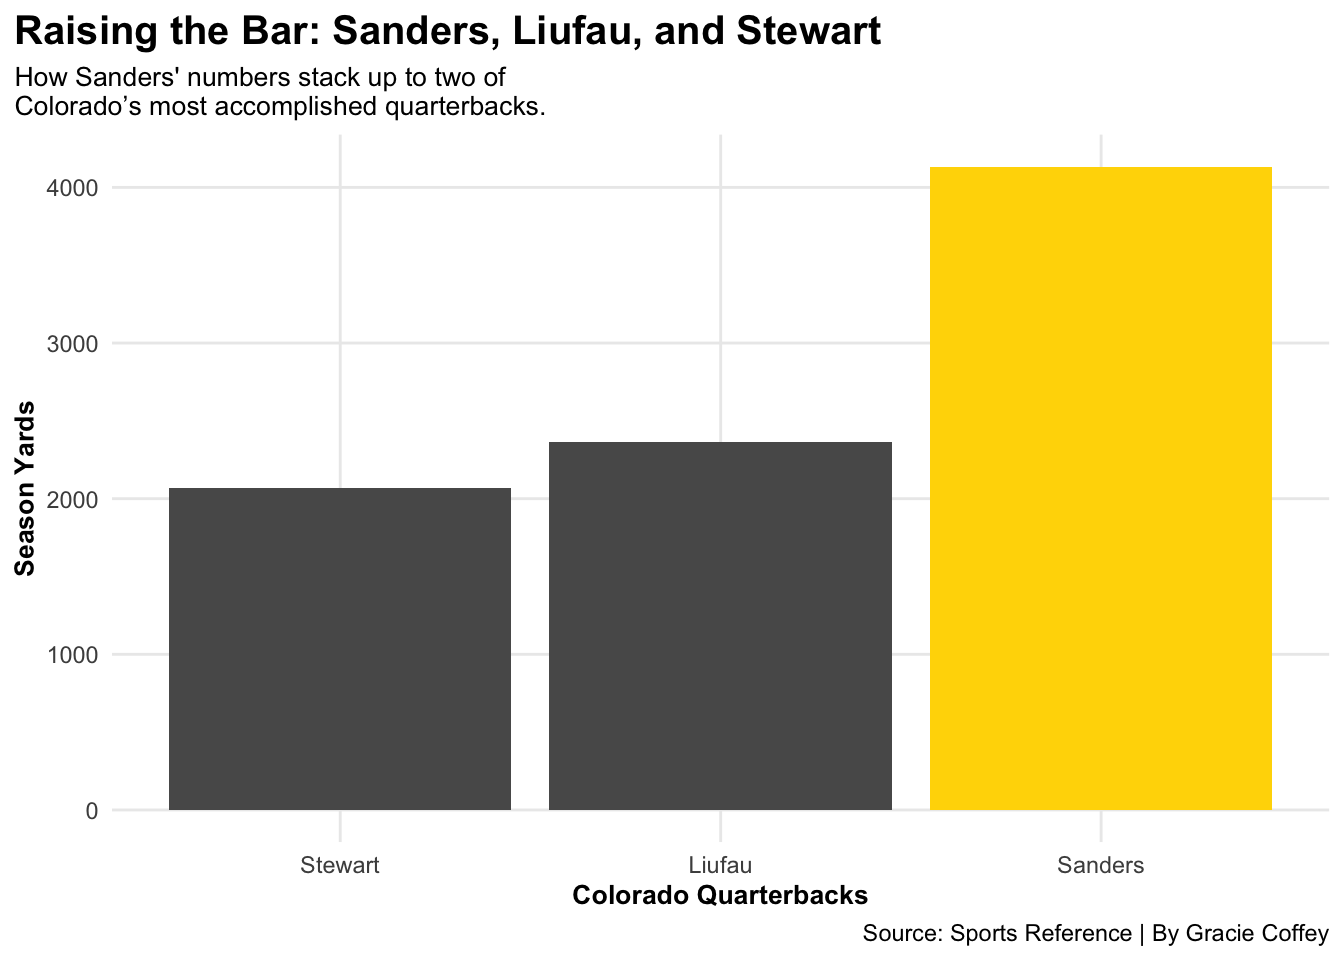 Raising the Bar: Sanders, Liufau, and Stewart
How Sanders' numbers stack up to two of
Colorado’s most accomplished quarterbacks.
4000
3000
2000
1000
0
Season Yards
Stewart
Liufau
Sanders
Colorado Quarterbacks
Source: Sports Reference | By Gracie Coffey